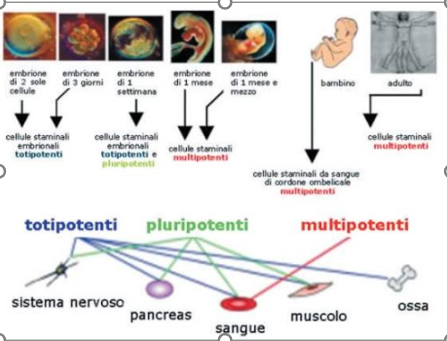 embrione
di 2 sole
cellule
embrione
di 3 giorni
embrione
di 1
settimana
embrione
di 1 mese
embrione
di 1 mese e
mezzo
bambino
adulto
cellule staminali
embrionali
totipotenti
cellule staminali
embrionali
totipotenti e
pluripotenti
cellule staminali
multipotenti
cellule staminali
multipotenti
cellule staminali da sangue
di cordone ombelicale
multipotenti
totipotenti pluripotenti multipotenti
sistema nervoso
pancreas
sangue
muscolo
ossa